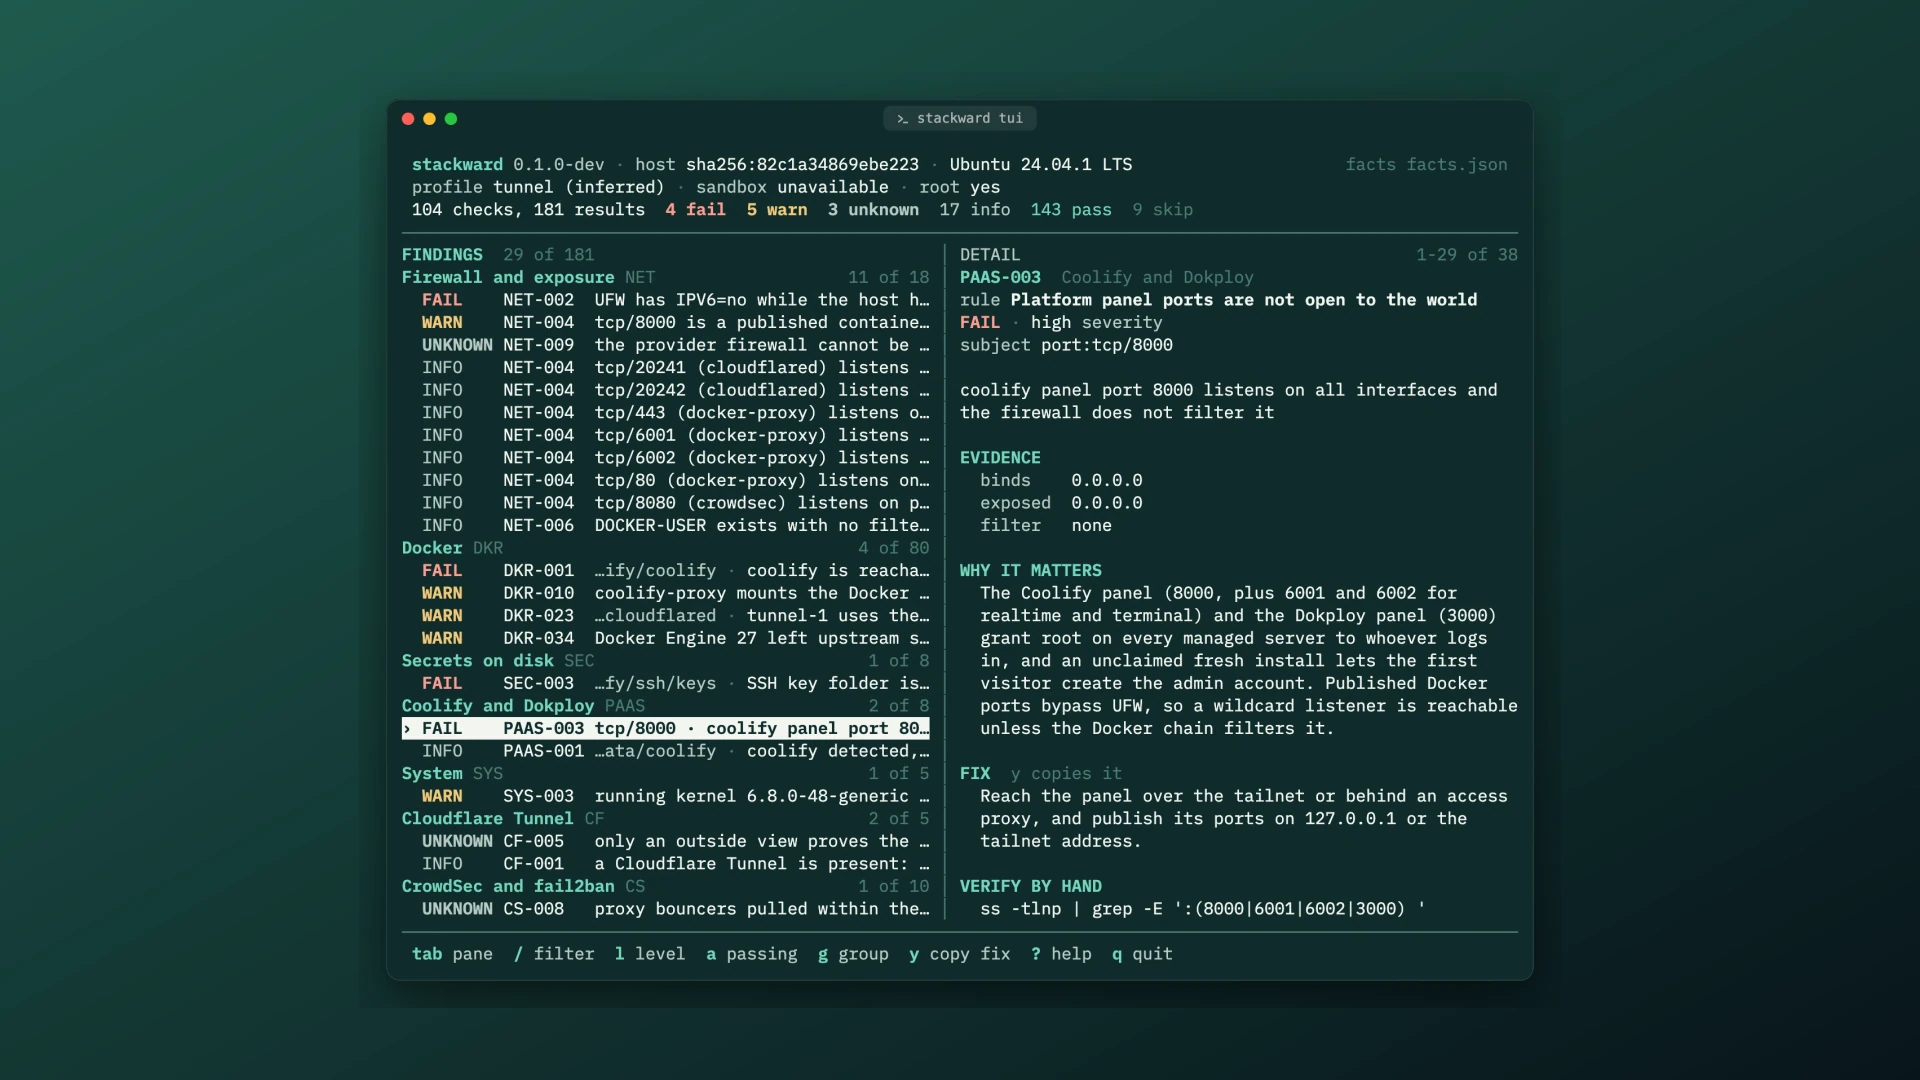 >_ stackward tui
stackward 0.1.0-dev · host sha256:82c1a34869ebe223 · Ubuntu 24.04.1 LTS facts facts.json
profile tunnel (inferred) · sandbox unavailable · root yes
104 checks, 181 results 4 fail 5 warn 3 unknown 17 info 143 pass 9 skip
FINDINGS 29 of 181
Firewall and exposure NET 11 of 18
FAIL NET-002 UFW has IPV6=no while the host h…
WARN NET-004 tcp/8000 is a published containe…
UNKNOWN NET-009 the provider firewall cannot be …
INFO NET-004 tcp/20241 (cloudflared) listens …
INFO NET-004 tcp/20242 (cloudflared) listens …
INFO NET-004 tcp/443 (docker-proxy) listens o…
INFO NET-004 tcp/6001 (docker-proxy) listens …
INFO NET-004 tcp/6002 (docker-proxy) listens …
INFO NET-004 tcp/80 (docker-proxy) listens on…
INFO NET-004 tcp/8080 (crowdsec) listens on p…
INFO NET-006 DOCKER-USER exists with no filte…
Docker DKR 4 of 80
FAIL DKR-001 …ify/coolify · coolify is reacha…
WARN DKR-010 coolify-proxy mounts the Docker …
WARN DKR-023 …cloudflared · tunnel-1 uses the…
WARN DKR-034 Docker Engine 27 left upstream s…
Secrets on disk SEC 1 of 8
FAIL SEC-003 …fy/ssh/keys · SSH key folder is…
Coolify and Dokploy PAAS 2 of 8
› FAIL PAAS-003 tcp/8000 · coolify panel port 80…
INFO PAAS-001 …ata/coolify · coolify detected,…
System SYS 1 of 5
WARN SYS-003 running kernel 6.8.0-48-generic …
Cloudflare Tunnel CF 2 of 5
UNKNOWN CF-005 only an outside view proves the …
INFO CF-001 a Cloudflare Tunnel is present: …
CrowdSec and fail2ban CS 1 of 10
UNKNOWN CS-008 proxy bouncers pulled within the…
DETAIL 1-29 of 38
PAAS-003 Coolify and Dokploy
rule Platform panel ports are not open to the world
FAIL · high severity
subject port:tcp/8000
coolify panel port 8000 listens on all interfaces and
the firewall does not filter it
EVIDENCE
binds 0.0.0.0
exposed 0.0.0.0
filter none
WHY IT MATTERS
The Coolify panel (8000, plus 6001 and 6002 for
realtime and terminal) and the Dokploy panel (3000)
grant root on every managed server to whoever logs
in, and an unclaimed fresh install lets the first
visitor create the admin account. Published Docker
ports bypass UFW, so a wildcard listener is reachable
unless the Docker chain filters it.
FIX y copies it
Reach the panel over the tailnet or behind an access
proxy, and publish its ports on 127.0.0.1 or the
tailnet address.
VERIFY BY HAND
ss -tlnp | grep -E ':(8000|6001|6002|3000) '
tab pane / filter l level a passing g group y copy fix ? help q quit